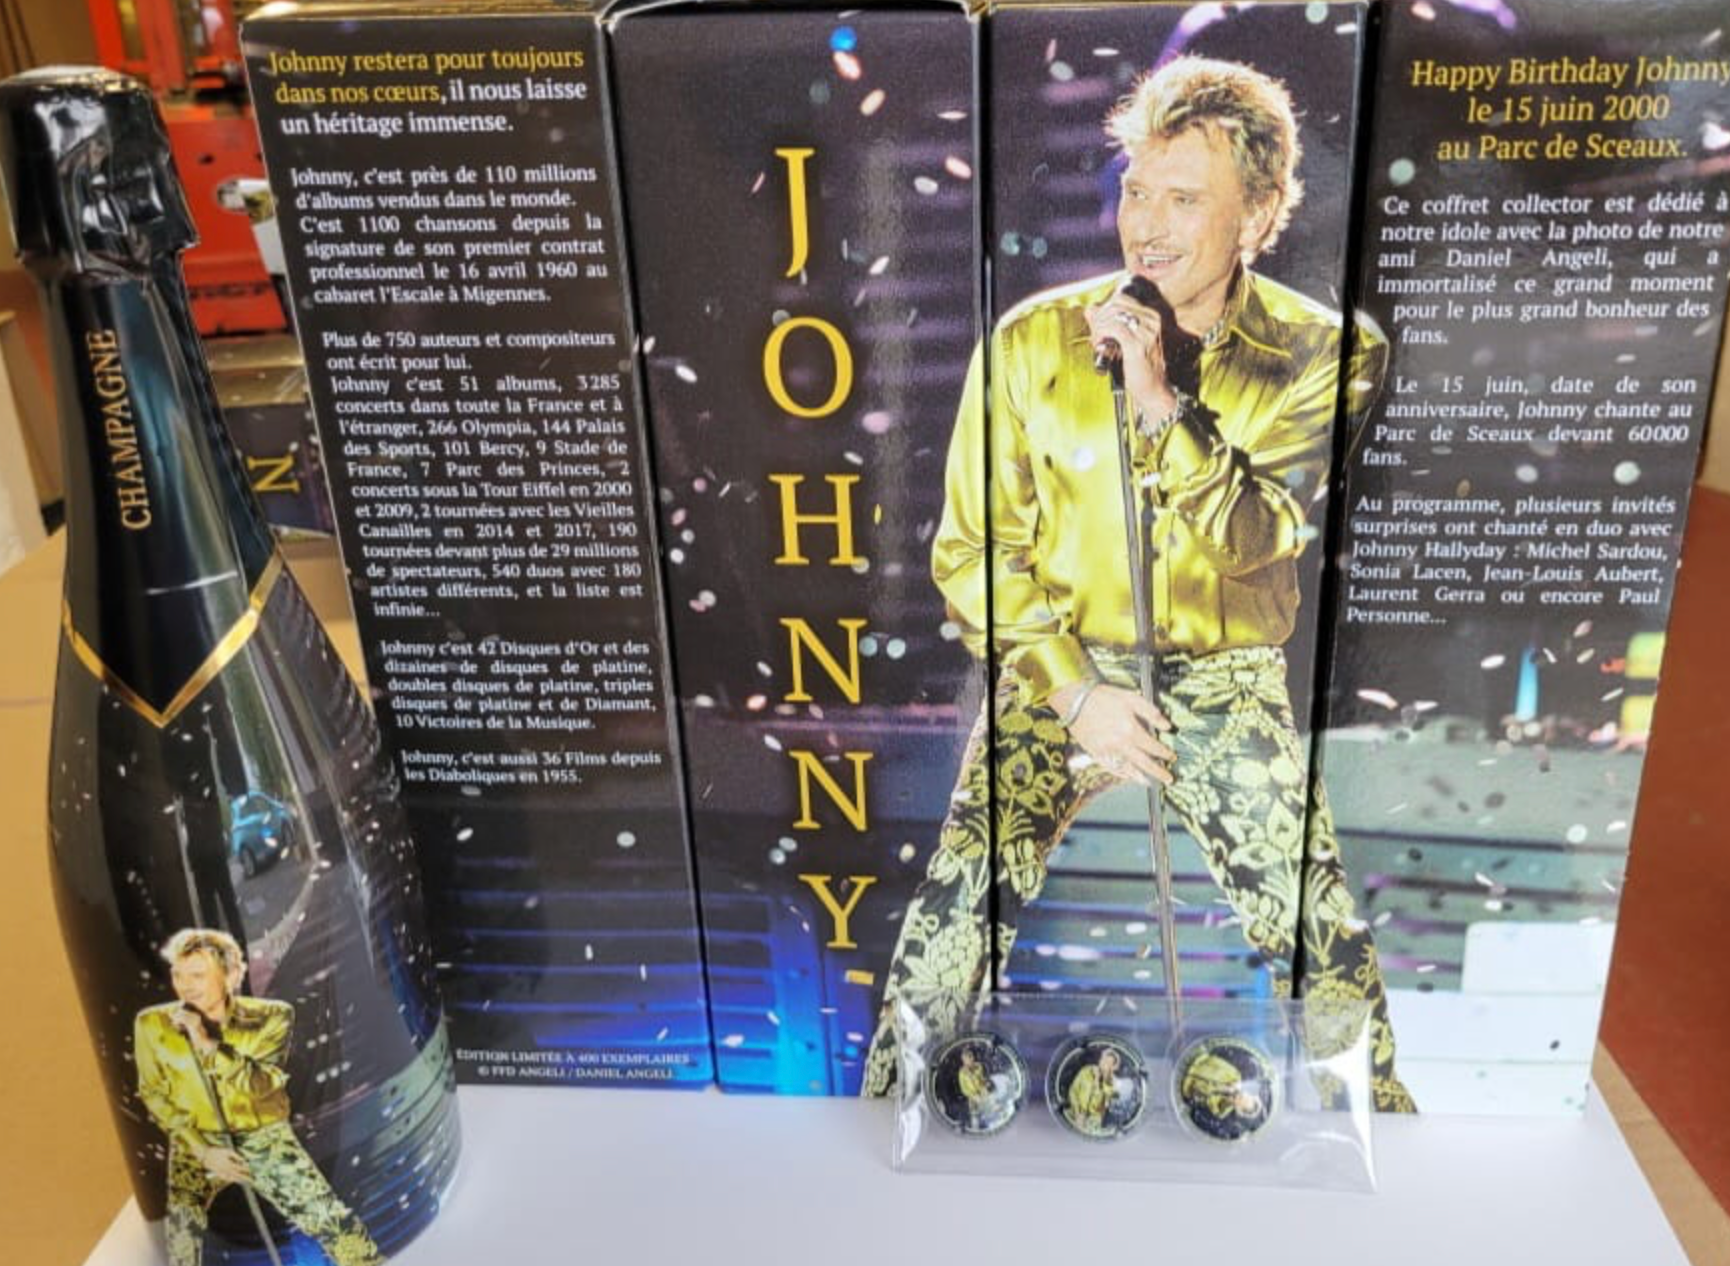 CHAMPAGNE
N
Johnny restera pour toujours
dans nos cœurs, il nous laisse
un héritage immense.
Johnny, c'est près de 110 millions
d'albums vendus dans le monde.
C'est 1100 chansons depuis la
signature de son premier contrat
professionnel le 16 avril 1960 au
cabaret l'Escale à Migennes.
Plus de 750 auteurs et compositeurs
ont écrit pour lui.
Johnny c'est 51 albums, 3285
concerts dans toute la France et à
l'étranger, 266 Olympia, 144 Palais
des Sports, 101 Bercy, 9 Stade de
France, 7 Parc des Princes, 2
concerts sous la Tour Eiffel en 2000
et 2009, 2 tournées avec les Vieilles
Canailles en 2014 et 2017, 190
tournées devant plus de 29 millions
de spectateurs, 540 duos avec 180
artistes différents, et la liste est
infinie...
Johnny c'est 42 Disques d'Or et des
dizaines de disques de platine,
doubles disques de platine, triples
disques de platine et de Diamant,
10 Victoires de la Musique.
Johnny, c'est aussi 36 Films depuis
les Diaboliques en 1955.
ÉDITION LIMITÉE À 400 EXEMPLAIRES
© FFD ANGELI / DANIEL ANGELI
J
O
H
N
N
Y
Happy Birthday Johnny
le 15 juin 2000
au Parc de Sceaux.
Ce coffret collector est dédié à
notre idole avec la photo de notre
ami Daniel Angeli, qui a
immortalisé ce grand moment
pour le plus grand bonheur des
fans.
Le 15 juin, date de son
anniversaire, Johnny chante au
Parc de Sceaux devant 60000
fans.
Au programme, plusieurs invités
surprises ont chanté en duo avec
Johnny Hallyday : Michel Sardou,
Sonia Lacen, Jean-Louis Aubert,
Laurent Gerra ou encore Paul
Personne...